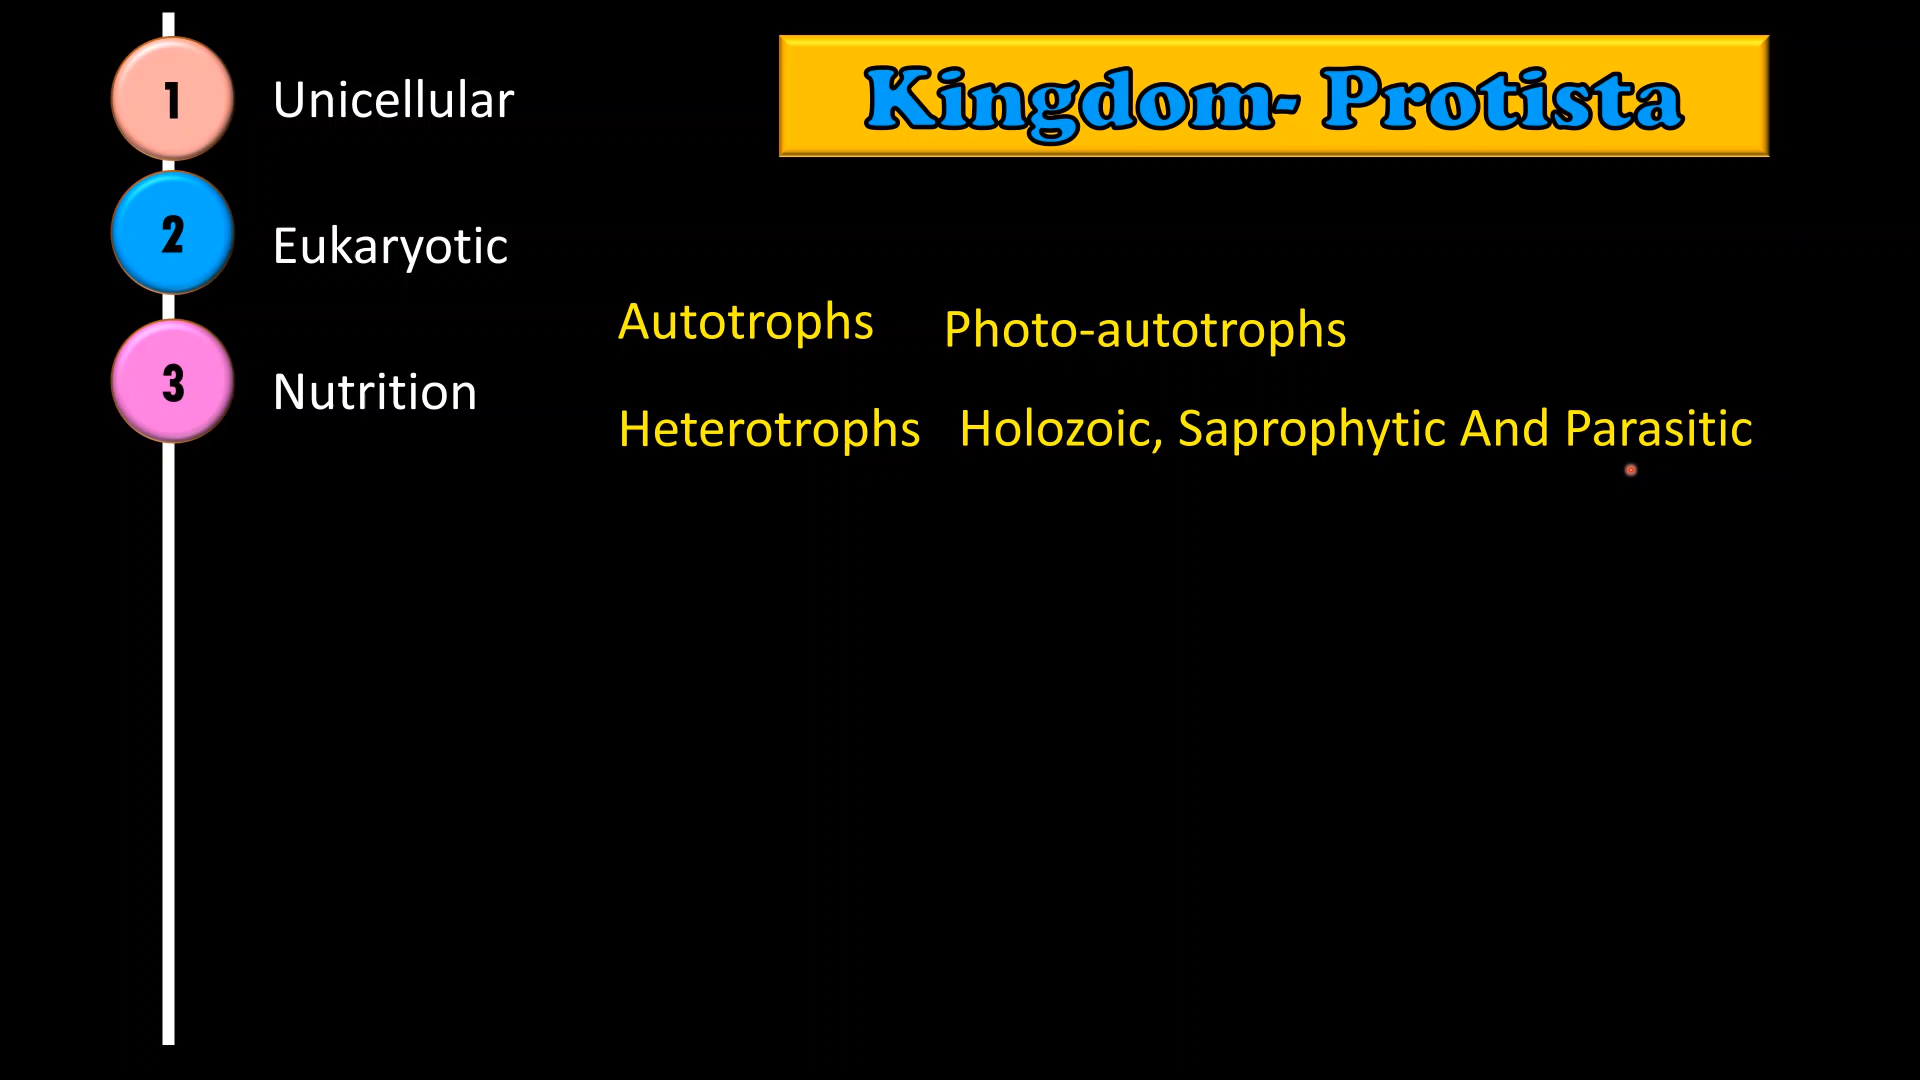 Kingdom- Protista
1 Unicellular
2 Eukaryotic
3 Nutrition
Autotrophs Photo-autotrophs
Heterotrophs Holozoic, Saprophytic And Parasitic